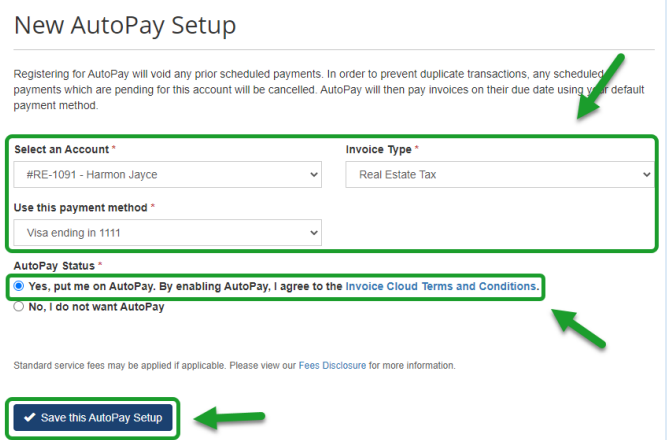 New AutoPay Setup
Registering for AutoPay will void any prior scheduled payments. In order to prevent duplicate transactions, any scheduled
payments which are pending for this account will be cancelled. AutoPay will then pay invoices on their due date using your default
payment method.
Select an Account * Invoice Type *
#RE-1091 - Harmon Jayce Real Estate Tax
Use this payment method *
Visa ending in 1111
AutoPay Status *
Yes, put me on AutoPay. By enabling AutoPay, I agree to the Invoice Cloud Terms and Conditions.
No, I do not want AutoPay
Standard service fees may be applied if applicable. Please view our Fees Disclosure for more information.
Save this AutoPay Setup